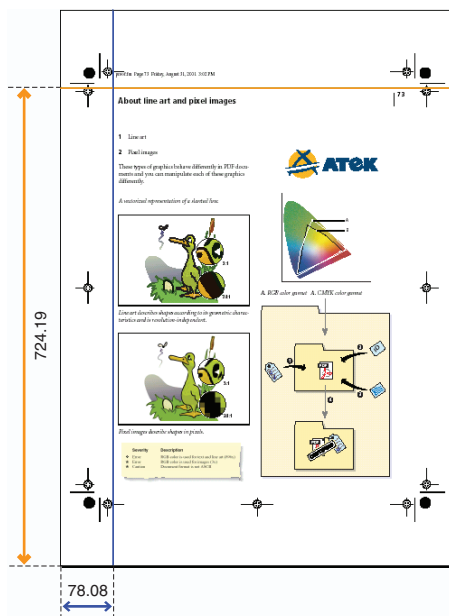 Page 73 Friday, August 31, 2001 3:02 PM
73
About line art and pixel images
1 Line art
2 Pixel images
These types of graphics behave differently in PDF docu-
ments and you can manipulate each of these graphics
differently.
A vectorized representation of a slanted line.
3:1
Line art describes shapes according to its geometric charac-
teristics and is resolution-independent.
3:1
Pixel images describe shapes in pixels.
Severity Description
Error
Error
Caution
ATEK
A
B
A. RGB color gamut A. CMYK color gamut
724.19
78.08